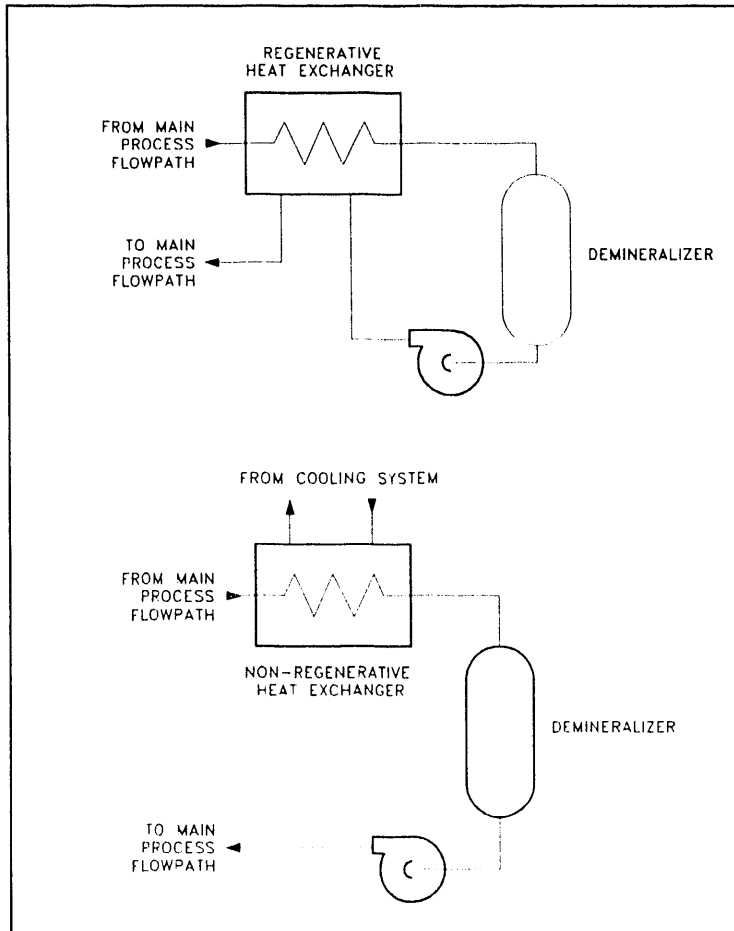 REGENERATIVE
HEAT EXCHANGER
FROM MAIN
PROCESS
FLOWPATH
TO MAIN
PROCESS
FLOWPATH
DEMINERALIZER
FROM COOLING SYSTEM
FROM MAIN
PROCESS
FLOWPATH
NON-REGENERATIVE
HEAT EXCHANGER
DEMINERALIZER
TO MAIN
PROCESS
FLOWPATH